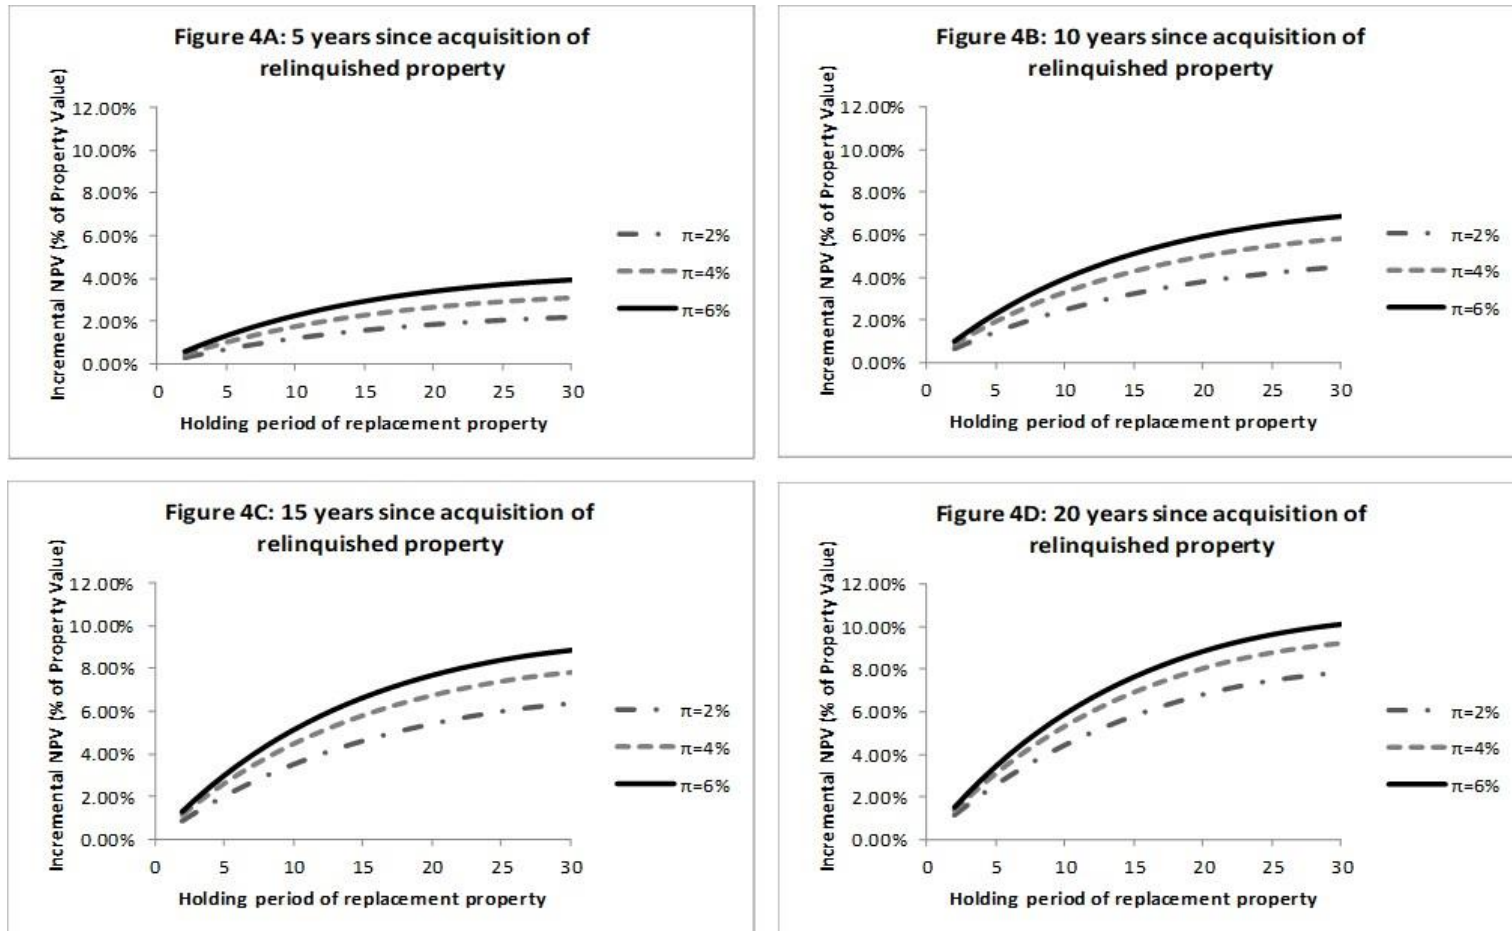 Figure 4A: 5 years since acquisition of
relinquished property
Incremental NPV (% of Property Value)
12.00%
10.00%
8.00%
6.00%
4.00%
2.00%
0.00%
0 5 10 15 20 25 30
Holding period of replacement property
π=2%
π=4%
π=6%
Figure 4B: 10 years since acquisition of
relinquished property
Incremental NPV (% of Property Value)
12.00%
10.00%
8.00%
6.00%
4.00%
2.00%
0.00%
0 5 10 15 20 25 30
Holding period of replacement property
π=2%
π=4%
π=6%
Figure 4C: 15 years since acquisition of
relinquished property
Incremental NPV (% of Property Value)
12.00%
10.00%
8.00%
6.00%
4.00%
2.00%
0.00%
0 5 10 15 20 25 30
Holding period of replacement property
π=2%
π=4%
π=6%
Figure 4D: 20 years since acquisition of
relinquished property
Incremental NPV (% of Property Value)
12.00%
10.00%
8.00%
6.00%
4.00%
2.00%
0.00%
0 5 10 15 20 25 30
Holding period of replacement property
π=2%
π=4%
π=6%